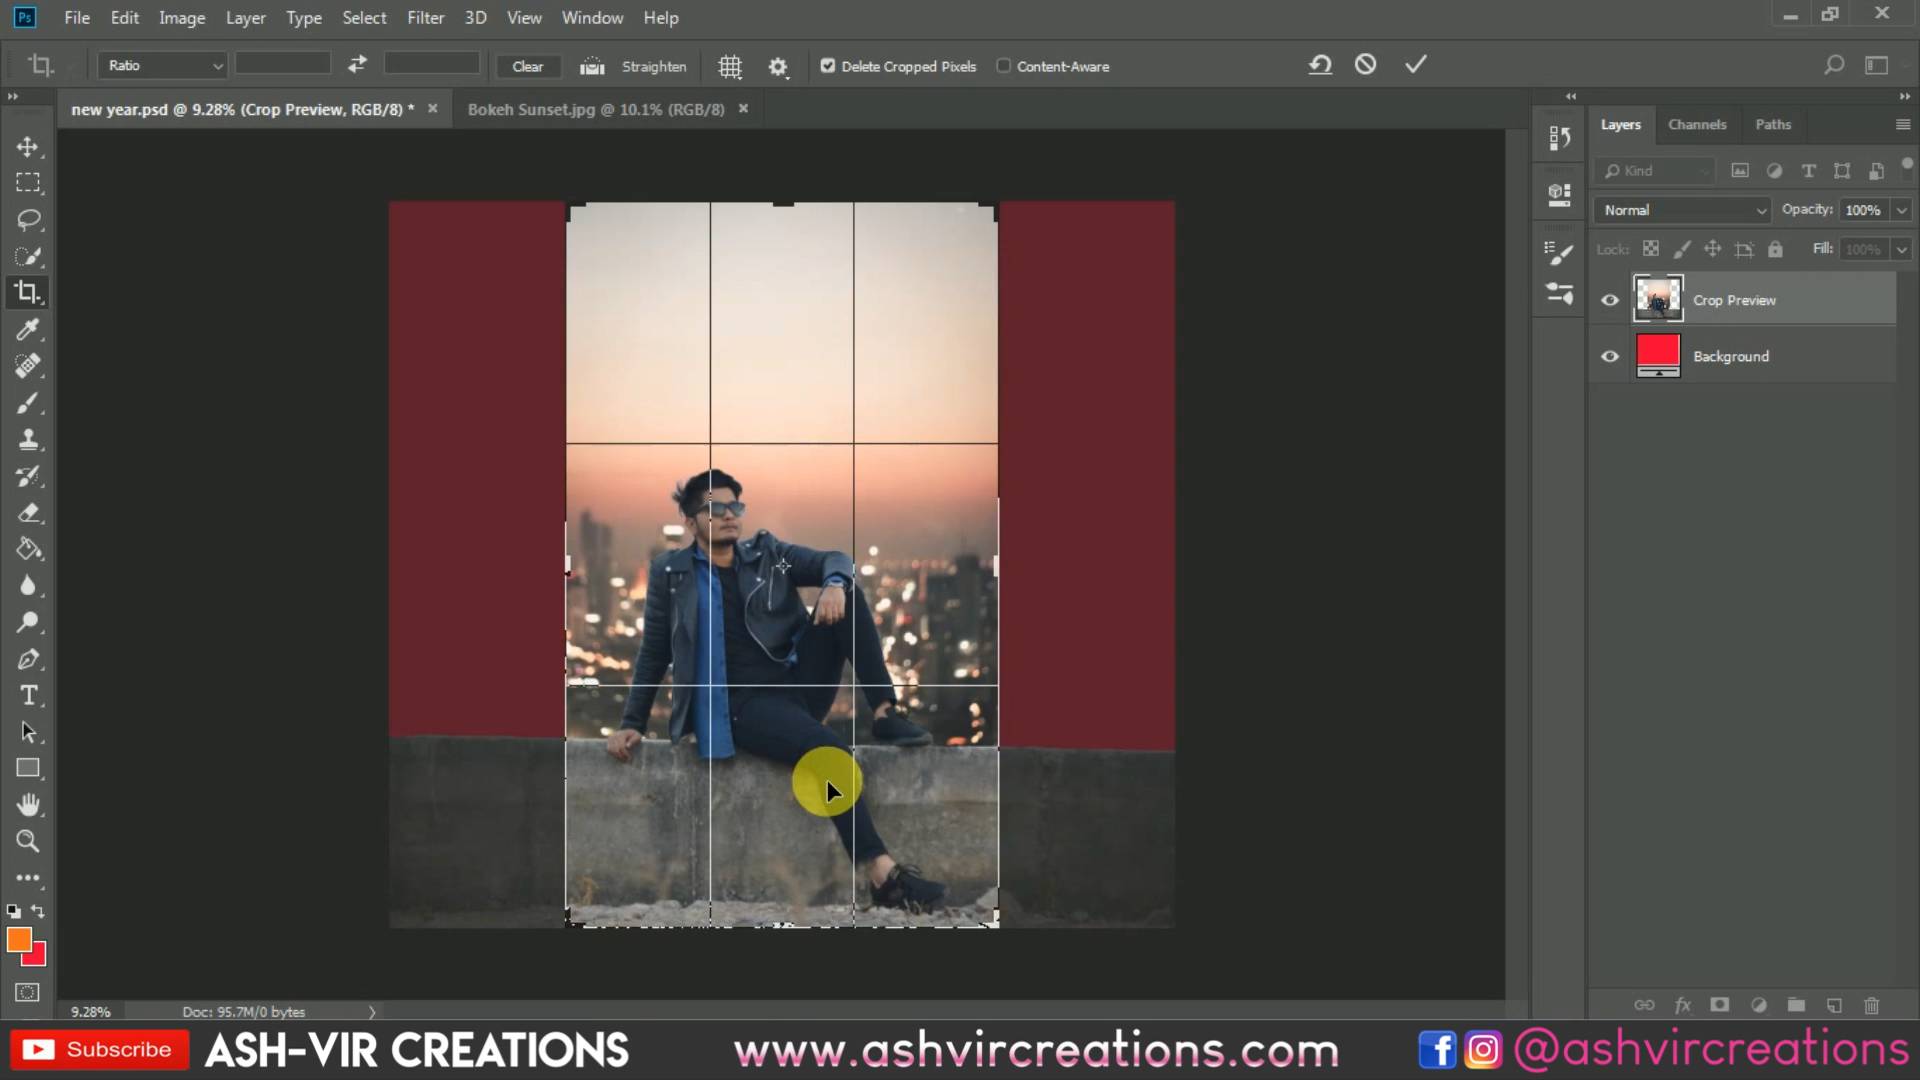 Ps File Edit Image Layer Type Select Filter 3D View Window Help
Ratio Clear Straighten Delete Cropped Pixels Content-Aware
new year.psd @ 9.28% (Crop Preview, RGB/8) * × Bokeh Sunset.jpg @ 10.1% (RGB/8) ×
Layers Channels Paths
Kind
Normal Opacity: 100%
Lock: Fill: 100%
Crop Preview
Background
9.28% Doc: 95.7M/0 bytes
Subscribe ASH-VIR CREATIONS www.ashvircreations.com @ashvircreations